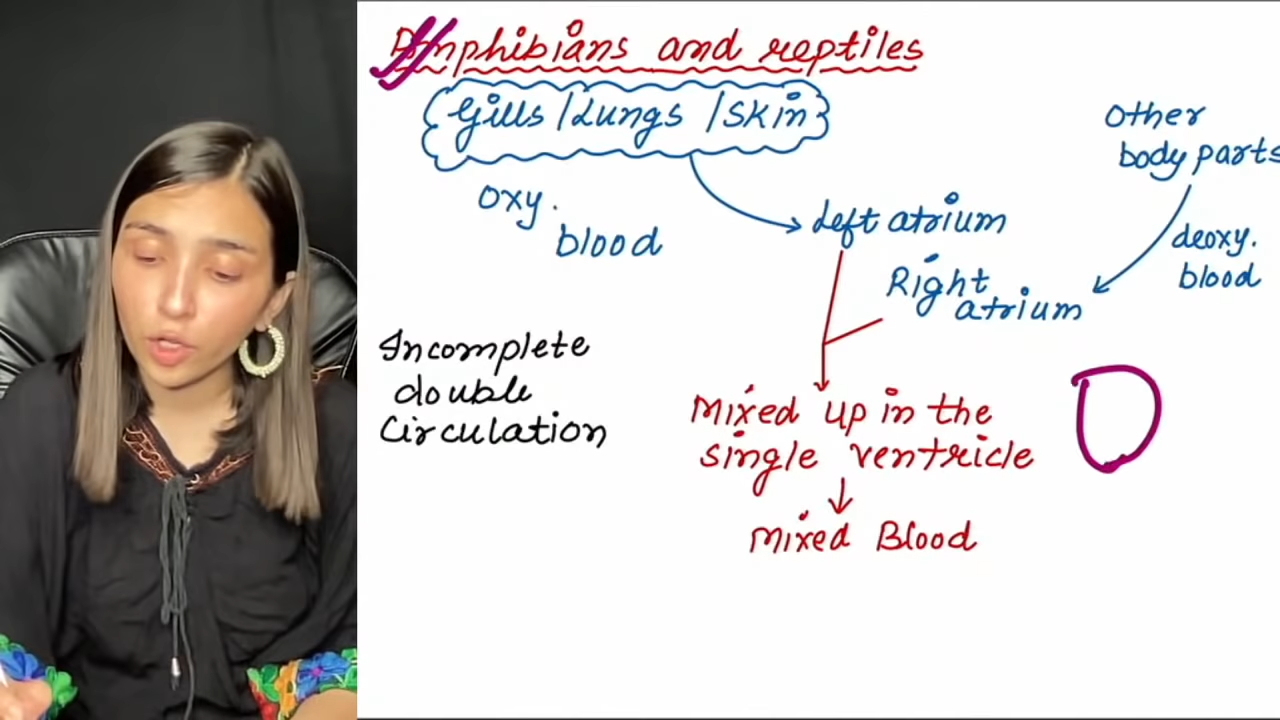 Amphibians and reptiles
Gills / Lungs / Skin
Oxy.
blood
Other
body parts
Left atrium
deoxy.
blood
Right
atrium
Incomplete
double
Circulation
Mixed up in the
single ventricle
Mixed Blood